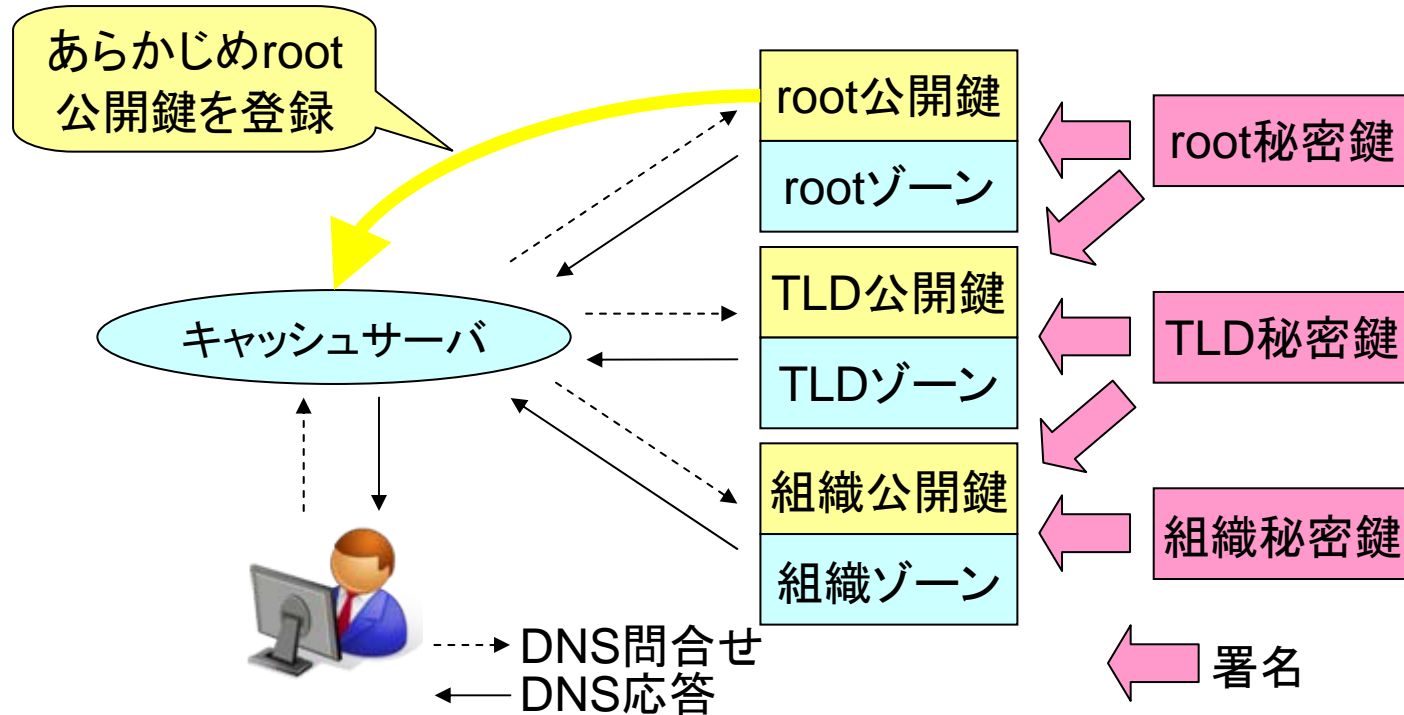 あらかじめroot
公開鍵を登録
root公開鍵
rootゾーン
root秘密鍵
TLD公開鍵
TLDゾーン
TLD秘密鍵
キャッシュサーバ
組織公開鍵
組織ゾーン
組織秘密鍵
DNS問合せ
DNS応答
署名